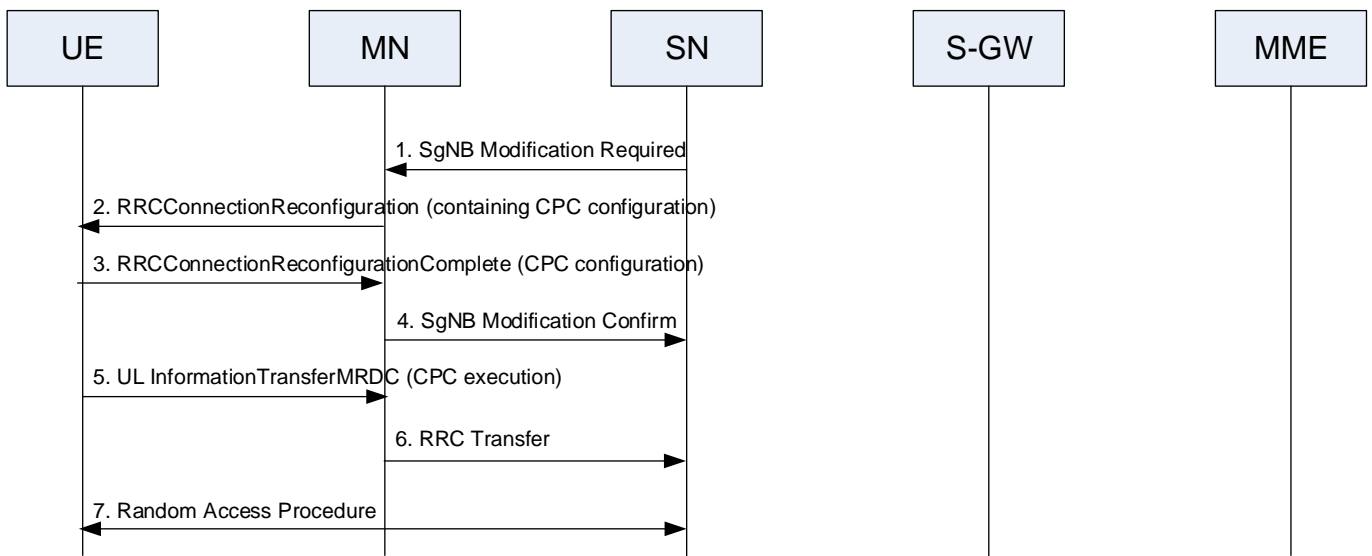 UE
MN
SN
S-GW
MME
1. SgNB Modification Required
2. RRCConnectionReconfiguration (containing CPC configuration)
3. RRCConnectionReconfigurationComplete (CPC configuration)
4. SgNB Modification Confirm
5. UL InformationTransferMRDC (CPC execution)
6. RRC Transfer
7. Random Access Procedure